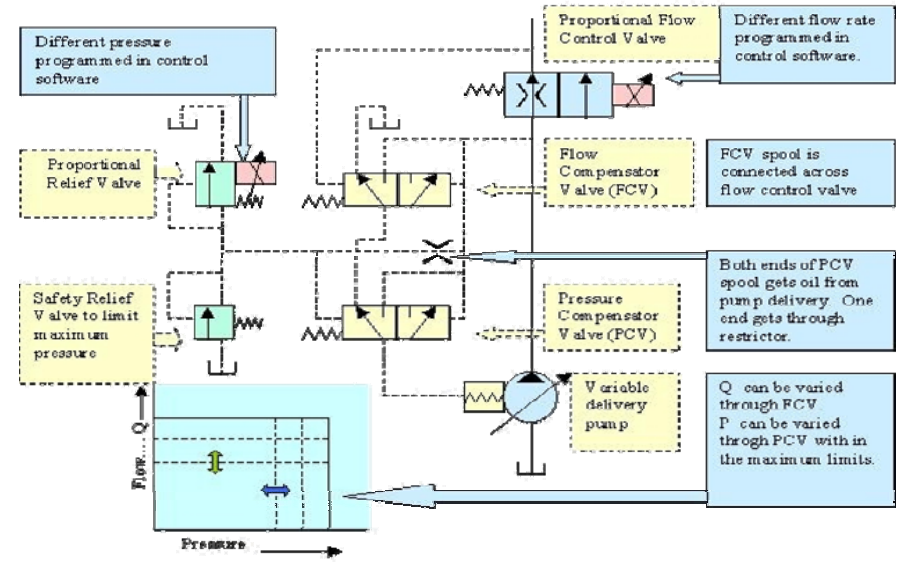 Different pressure
programmed in control
software
Proportional Flow
Control Valve
Different flow rate
programmed in
control software.
Proportional
Relief Valve
Flow
Compensator
Valve (FCV)
FCV spool is
connected across
flow control valve
Safety Relief
Valve to limit
maximum
pressure
Pressure
Compensator
Valve (PCV)
Both ends of PCV
spool gets oil from
pump delivery. One
end gets through
restrictor.
Variable
delivery
pump
Q can be varied
through FCV.
P can be varied
throgh PCV with in
the maximum limits.
Flow... Q
Pressure